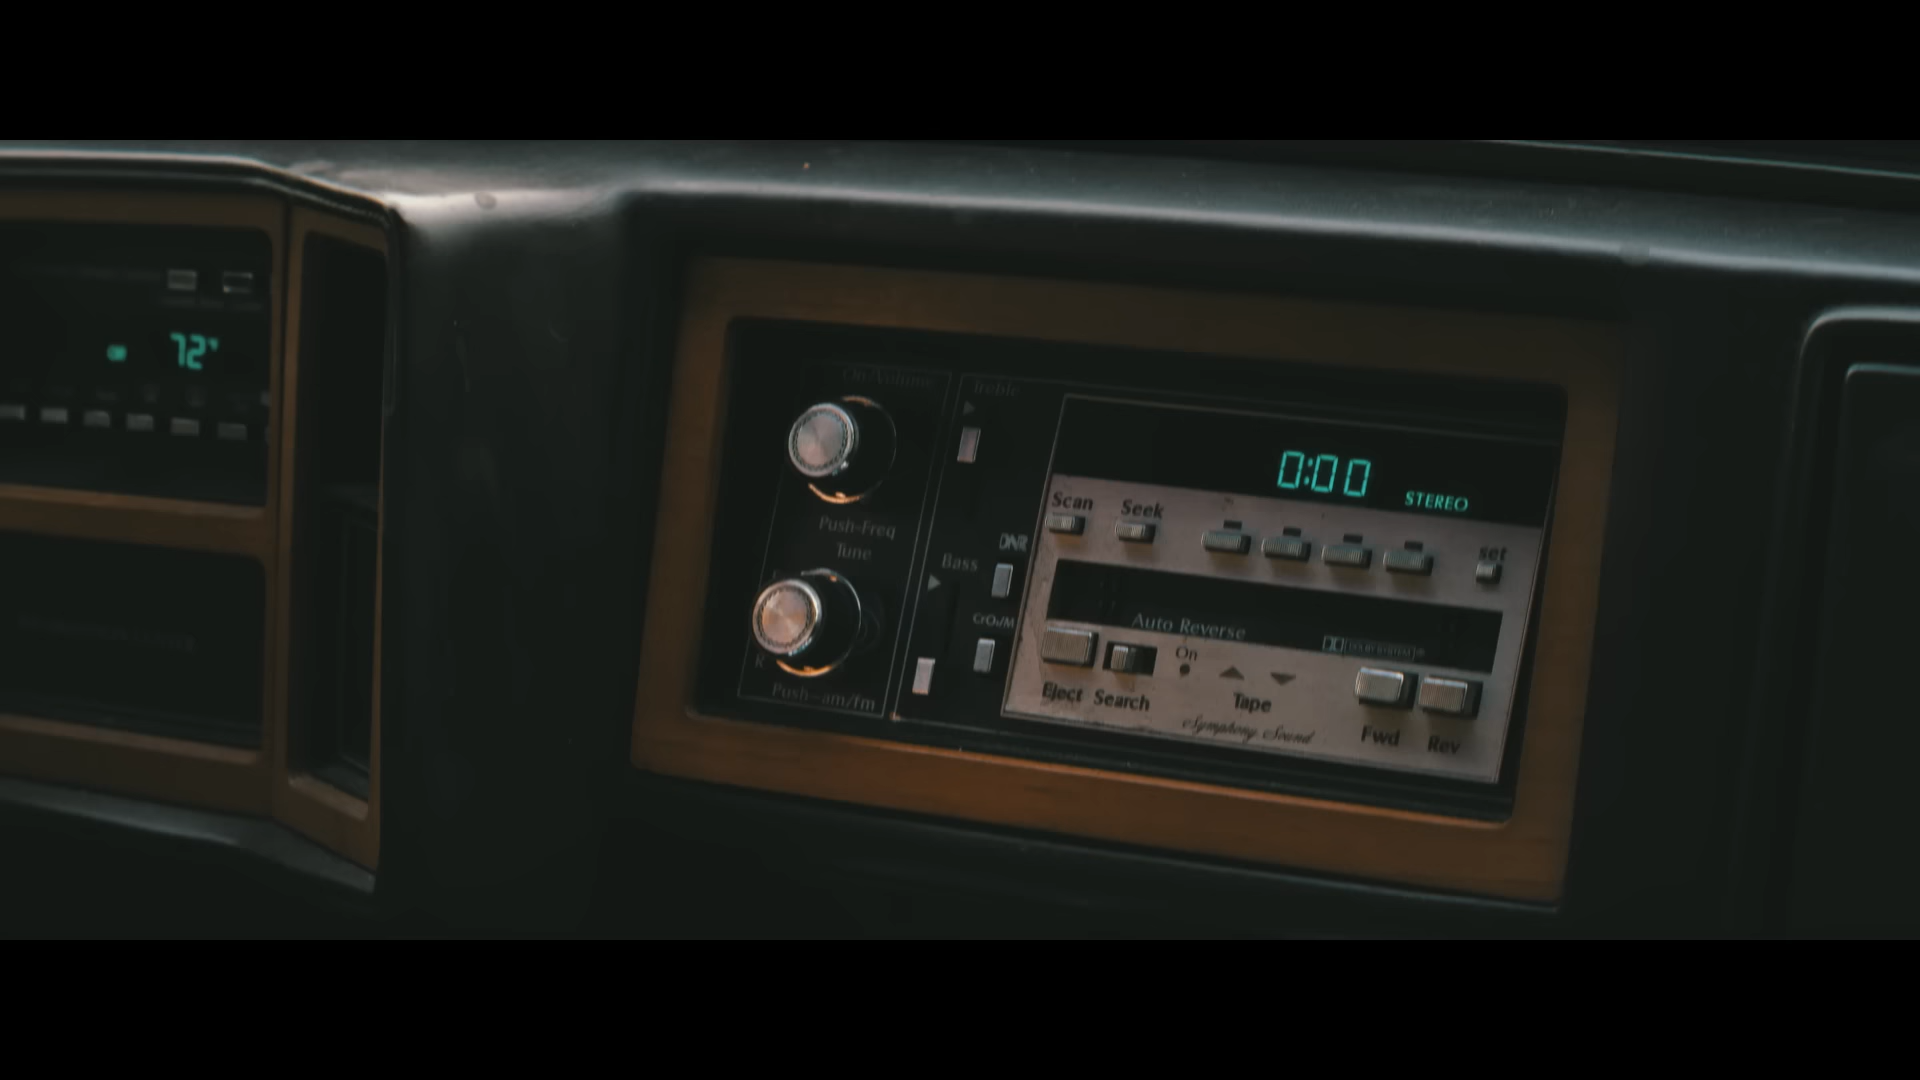 72°
On/Volume
Treble
0:00
STEREO
Scan
Seek
Push-Freq
Tune
DNR
set
Bass
Auto Reverse
On
Eject
Search
Tape
Push-am/fm
Symphony Sound
Fwd
Rev